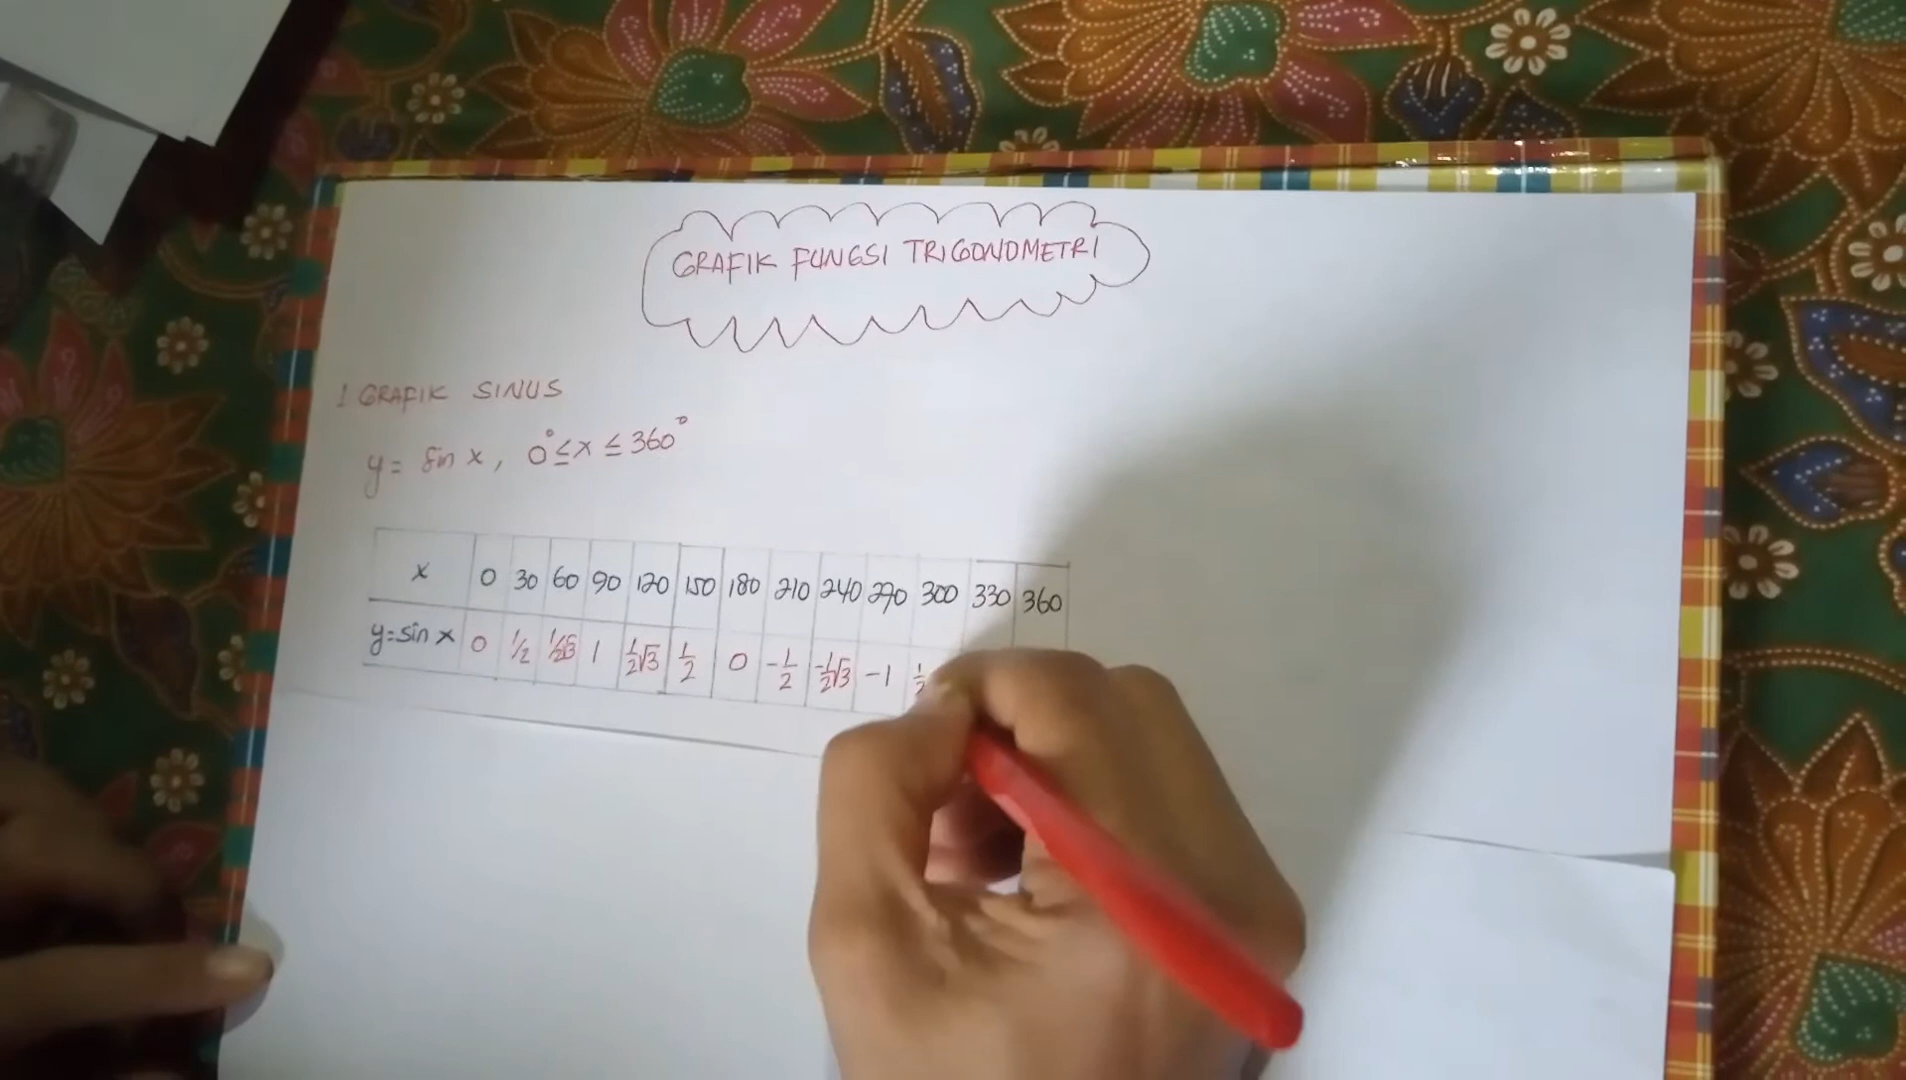 GRAFIK FUNGSI TRIGONOMETRI
1 GRAFIK SINUS
y = sin x, 0° ≤ x ≤ 360°
x 0 30 60 90 120 150 180 210 240 270 300 330 360
y=sin x 0 1/2 1/2√3 1 1/2√3 1/2 0 -1/2 -1/2√3 -1 1/2